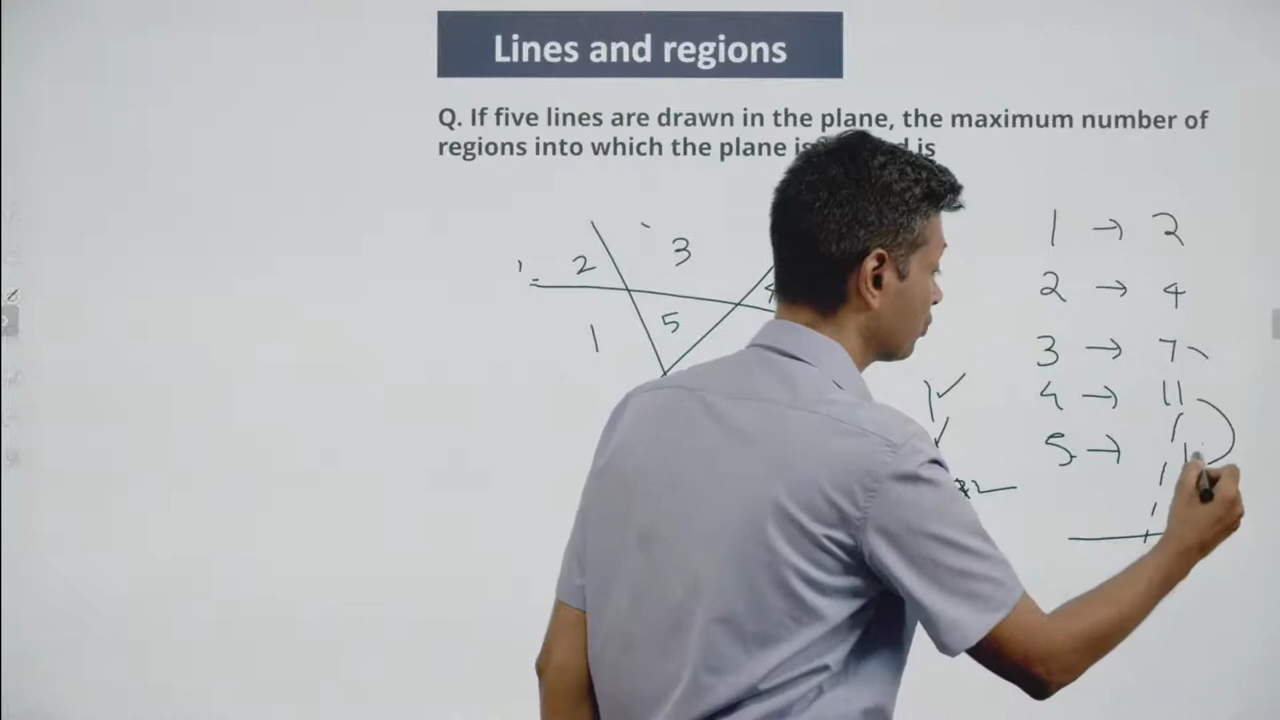 Lines and regions
Q. If five lines are drawn in the plane, the maximum number of
regions into which the plane is is
1 → 2
2 → 4
3 → 7
4 → 11
5 →
2 3
1 5